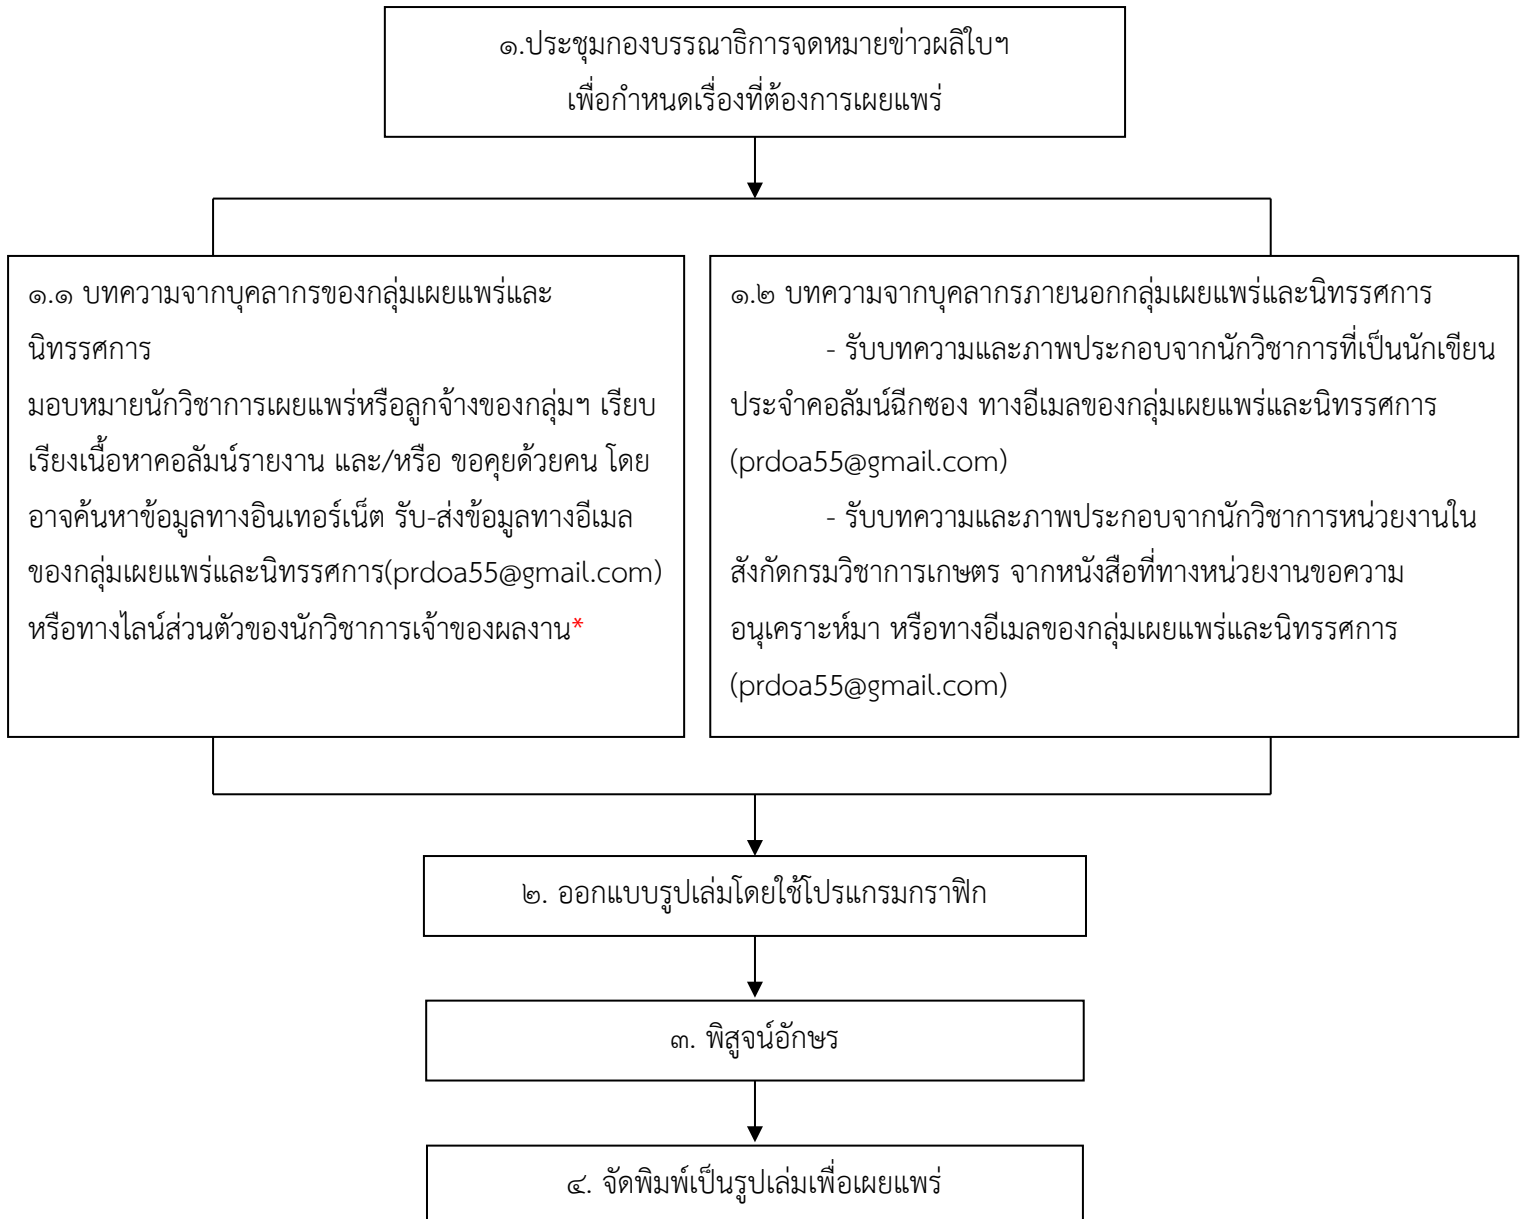 ๑.ประชุมกองบรรณาธิการจดหมายข่าวผลิใบฯ
เพื่อกำหนดเรื่องที่ต้องการเผยแพร่
๑.๑ บทความจากบุคลากรของกลุ่มเผยแพร่และ
นิทรรศการ
มอบหมายนักวิชาการเผยแพร่หรือลูกจ้างของกลุ่มฯ เรียบ
เรียงเนื้อหาคอลัมน์รายงาน และ/หรือ ขอคุยด้วยคน โดย
อาจค้นหาข้อมูลทางอินเทอร์เน็ต รับ-ส่งข้อมูลทางอีเมล
ของกลุ่มเผยแพร่และนิทรรศการ(prdoa55@gmail.com)
หรือทางไลน์ส่วนตัวของนักวิชาการเจ้าของผลงาน*
๑.๒ บทความจากบุคลากรภายนอกกลุ่มเผยแพร่และนิทรรศการ
- รับบทความและภาพประกอบจากนักวิชาการที่เป็นนักเขียน
ประจำคอลัมน์ฉีกซอง ทางอีเมลของกลุ่มเผยแพร่และนิทรรศการ
(prdoa55@gmail.com)
- รับบทความและภาพประกอบจากนักวิชาการหน่วยงานใน
สังกัดกรมวิชาการเกษตร จากหนังสือที่ทางหน่วยงานขอความ
อนุเคราะห์มา หรือทางอีเมลของกลุ่มเผยแพร่และนิทรรศการ
(prdoa55@gmail.com)
๒. ออกแบบรูปเล่มโดยใช้โปรแกรมกราฟิก
๓. พิสูจน์อักษร
๔. จัดพิมพ์เป็นรูปเล่มเพื่อเผยแพร่